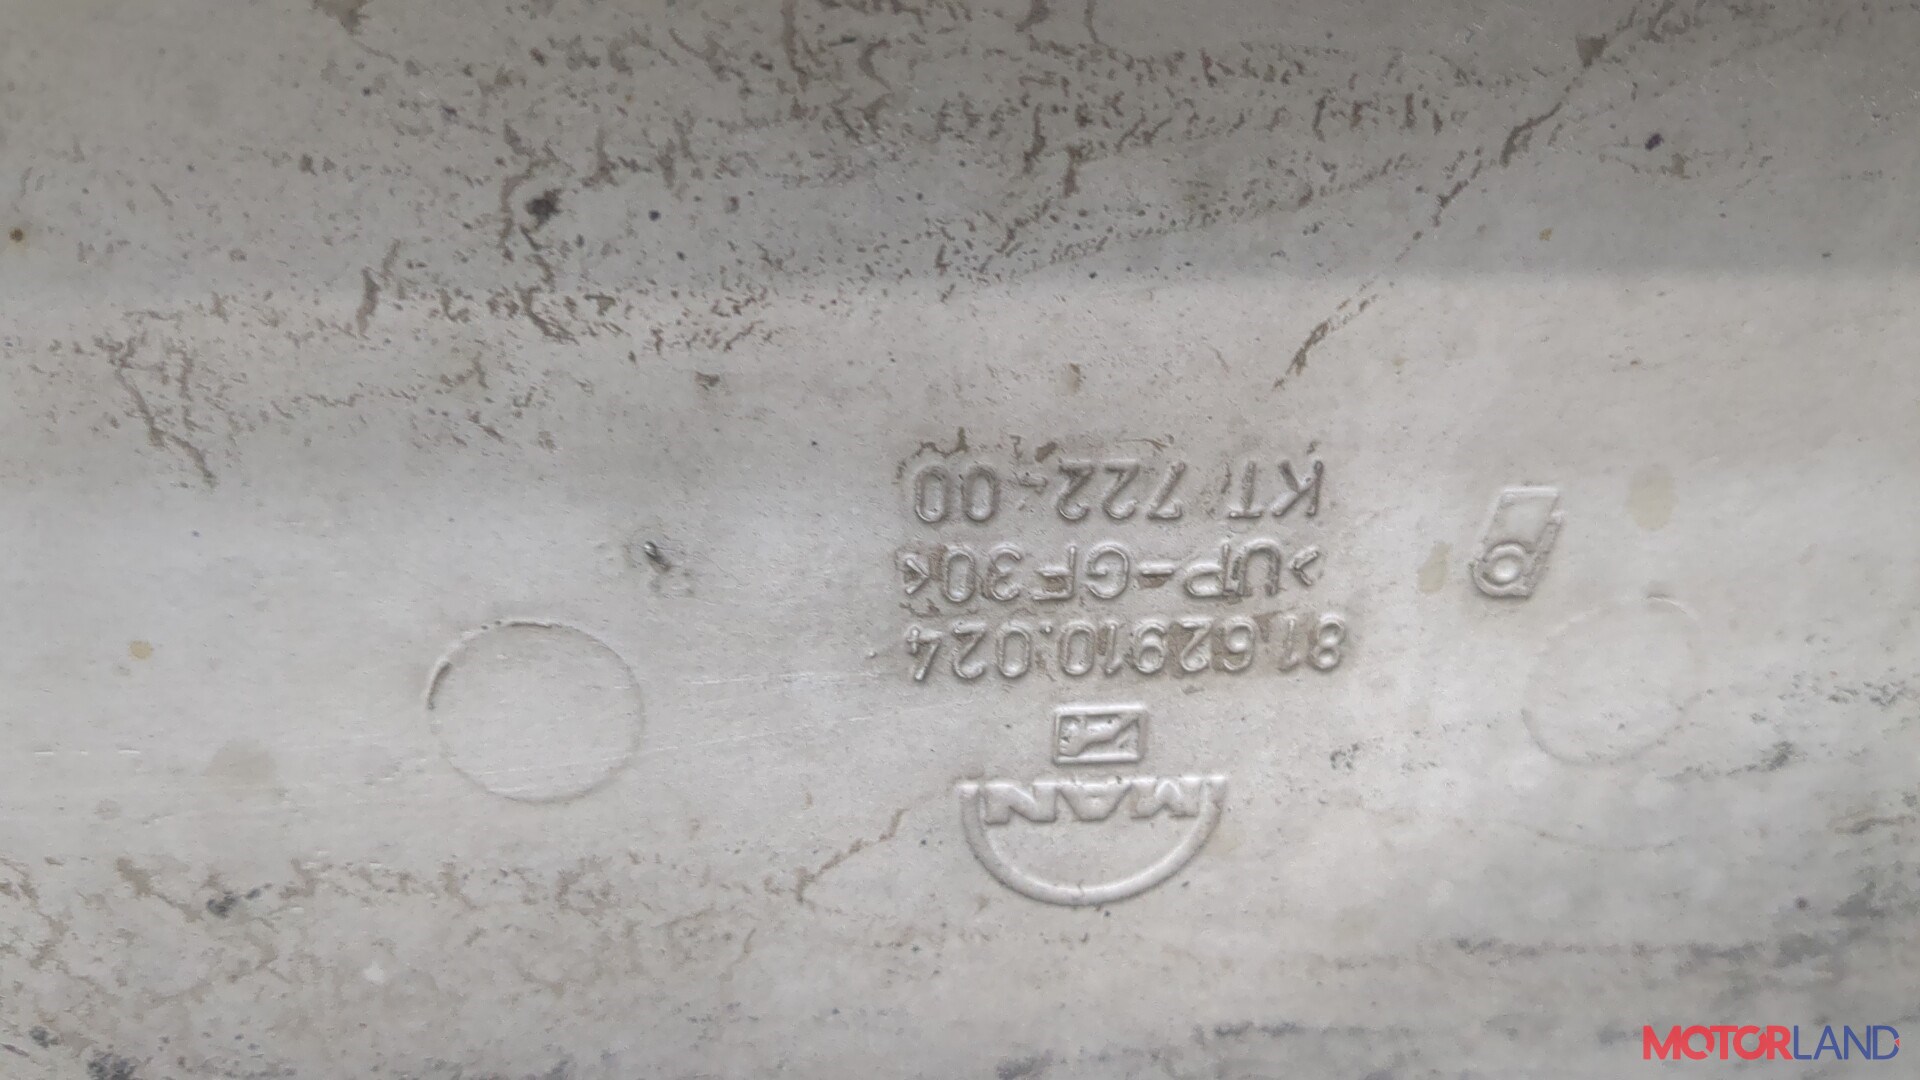 MAN
81.62910.024
>UP-GF30<
KT 722-00
MOTORLAND